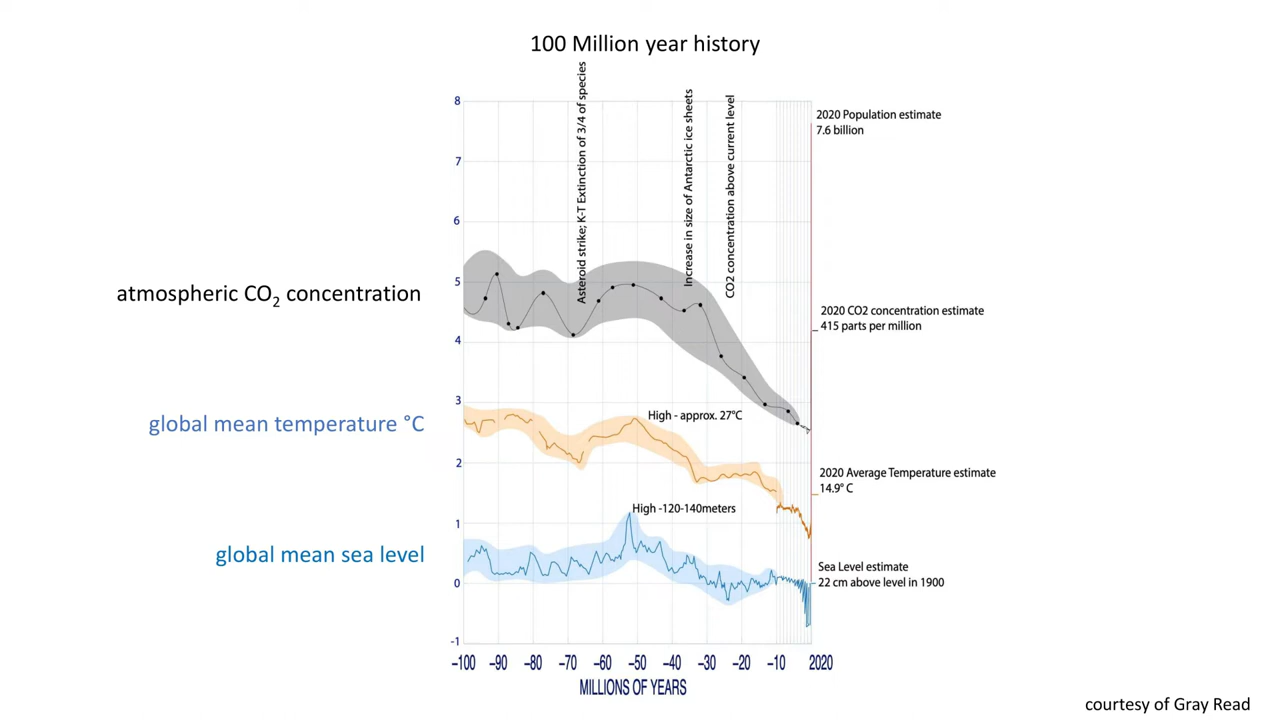 100 Million year history
Asteroid strike; K-T Extinction of 3/4 of species
Increase in size of Antarctic ice sheets
CO2 concentration above current level
8
7
6
5
4
3
2
1
0
-1
2020 Population estimate
7.6 billion
atmospheric CO2 concentration
2020 CO2 concentration estimate
415 parts per million
global mean temperature °C
High - approx. 27°C
2020 Average Temperature estimate
14.9° C
High -120-140meters
global mean sea level
Sea Level estimate
22 cm above level in 1900
-100 -90 -80 -70 -60 -50 -40 -30 -20 -10 2020
MILLIONS OF YEARS
courtesy of Gray Read